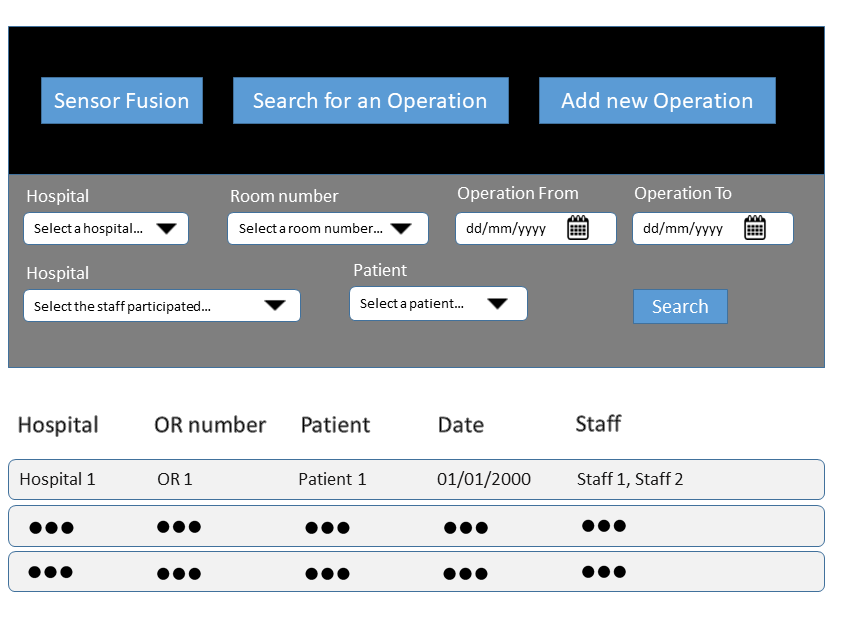 Sensor Fusion Search for an Operation Add new Operation
Hospital Room number Operation From Operation To
Select a hospital... Select a room number... dd/mm/yyyy dd/mm/yyyy
Hospital Patient
Select the staff participated... Select a patient... Search
Hospital OR number Patient Date Staff
Hospital 1 OR 1 Patient 1 01/01/2000 Staff 1, Staff 2
●●● ●●● ●●● ●●● ●●●
●●● ●●● ●●● ●●● ●●●